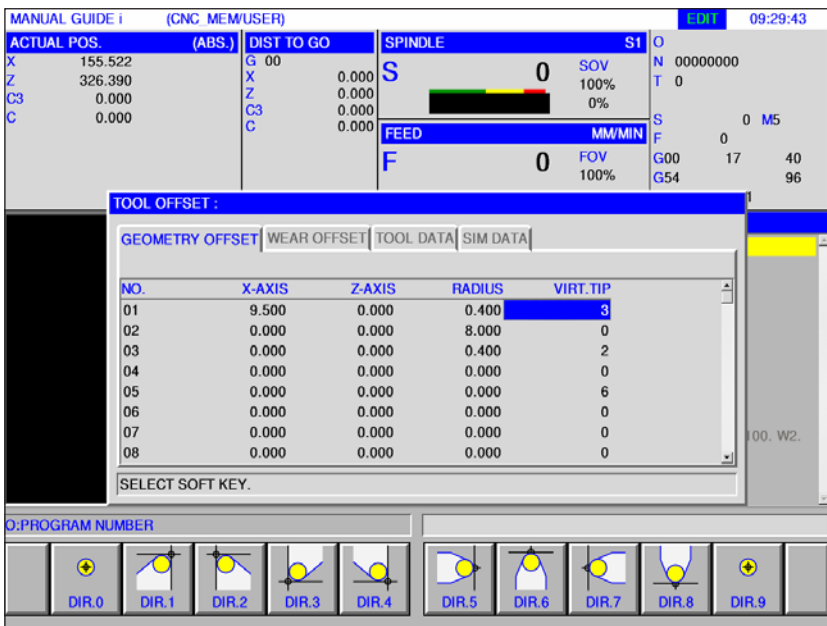 MANUAL GUIDE i (CNC_MEM/USER) EDIT 09:29:43
ACTUAL POS. (ABS.) DIST TO GO SPINDLE S1 O
X 155.522 G 00 N 00000000
Z 326.390 X 0.000 S 0 SOV T 0
C3 0.000 Z 0.000 100%
C 0.000 C3 0.000 0%
C 0.000 S 0 M5
FEED MM/MIN F 0
F 0 FOV G00 17 40
100% G54 96
TOOL OFFSET : 1
GEOMETRY OFFSET WEAR OFFSET TOOL DATA SIM DATA
NO. X-AXIS Z-AXIS RADIUS VIRT.TIP
01 9.500 0.000 0.400 3
02 0.000 0.000 8.000 0
03 0.000 0.000 0.400 2
04 0.000 0.000 0.000 0
05 0.000 0.000 0.000 6
06 0.000 0.000 0.000 0
07 0.000 0.000 0.000 0 100. W2.
08 0.000 0.000 0.000 0
SELECT SOFT KEY.
O:PROGRAM NUMBER
DIR.0 DIR.1 DIR.2 DIR.3 DIR.4 DIR.5 DIR.6 DIR.7 DIR.8 DIR.9